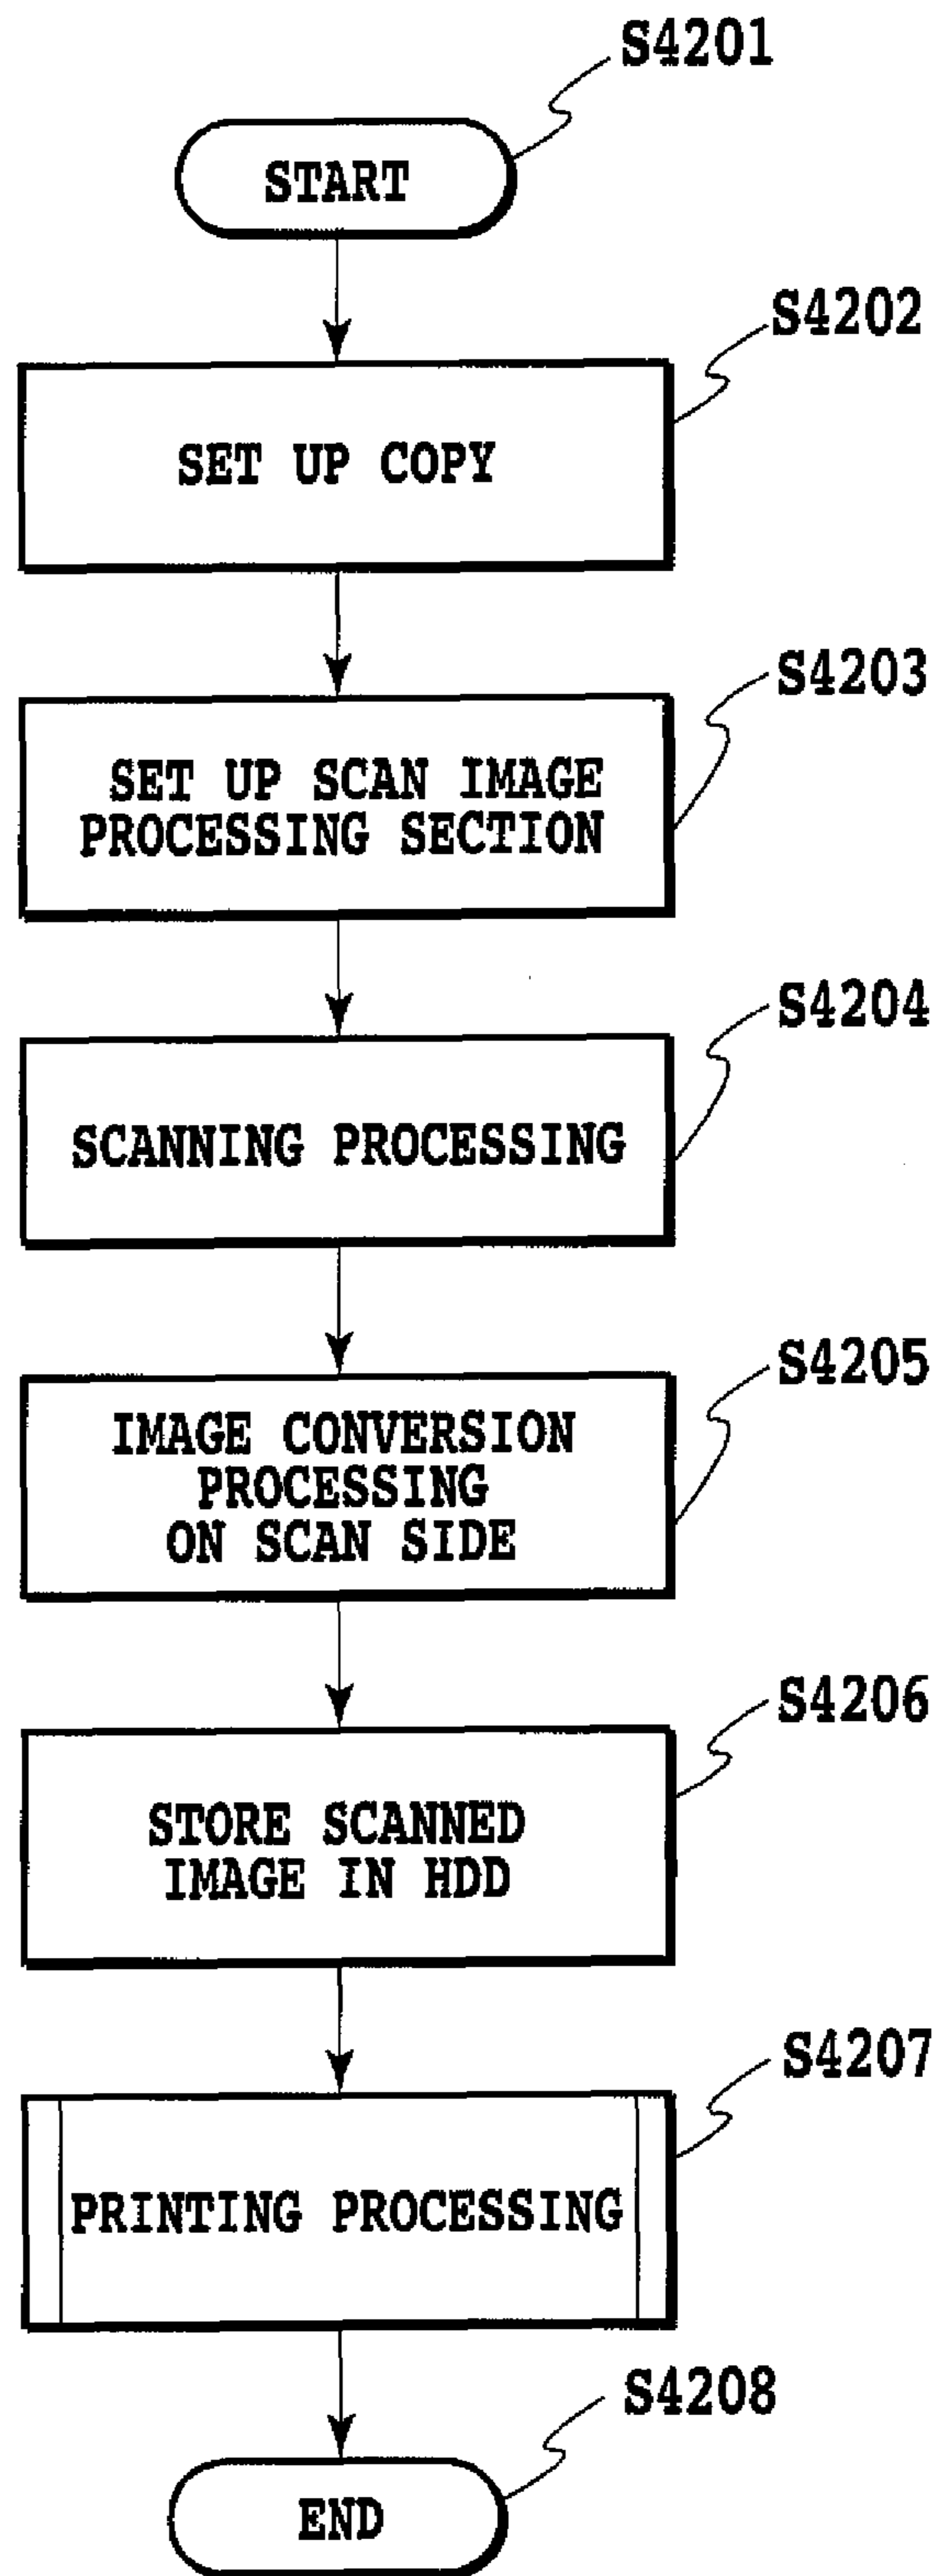 S4201
START
S4202
SET UP COPY
S4203
SET UP SCAN IMAGE
PROCESSING SECTION
S4204
SCANNING PROCESSING
S4205
IMAGE CONVERSION
PROCESSING
ON SCAN SIDE
S4206
STORE SCANNED
IMAGE IN HDD
S4207
PRINTING PROCESSING
S4208
END